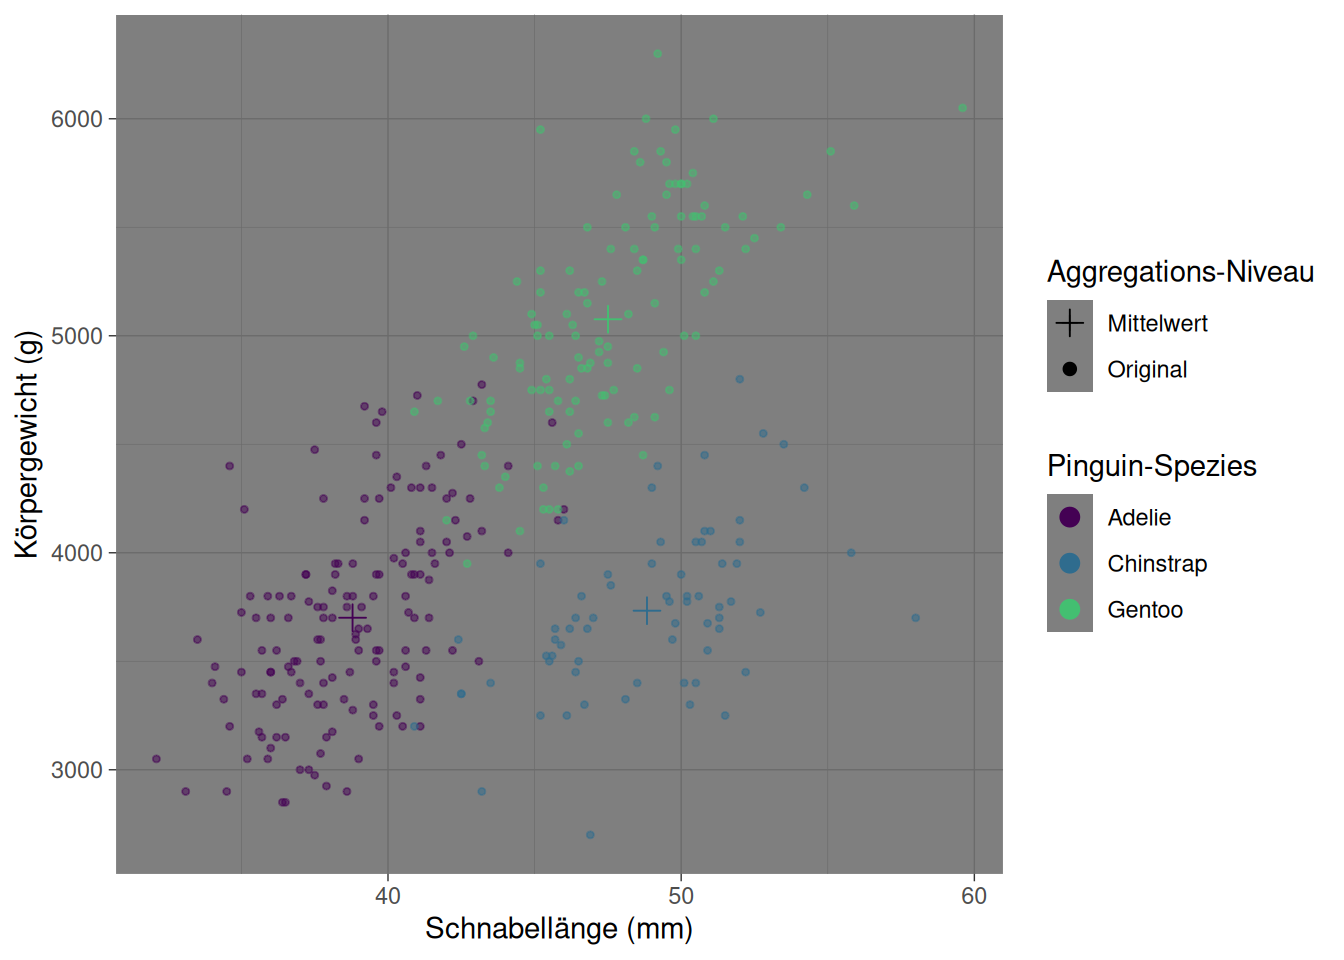 6000
5000
4000
3000
Körpergewicht (g)
40
50
60
Schnabellänge (mm)
Aggregations-Niveau
Mittelwert
Original
Pinguin-Spezies
Adelie
Chinstrap
Gentoo